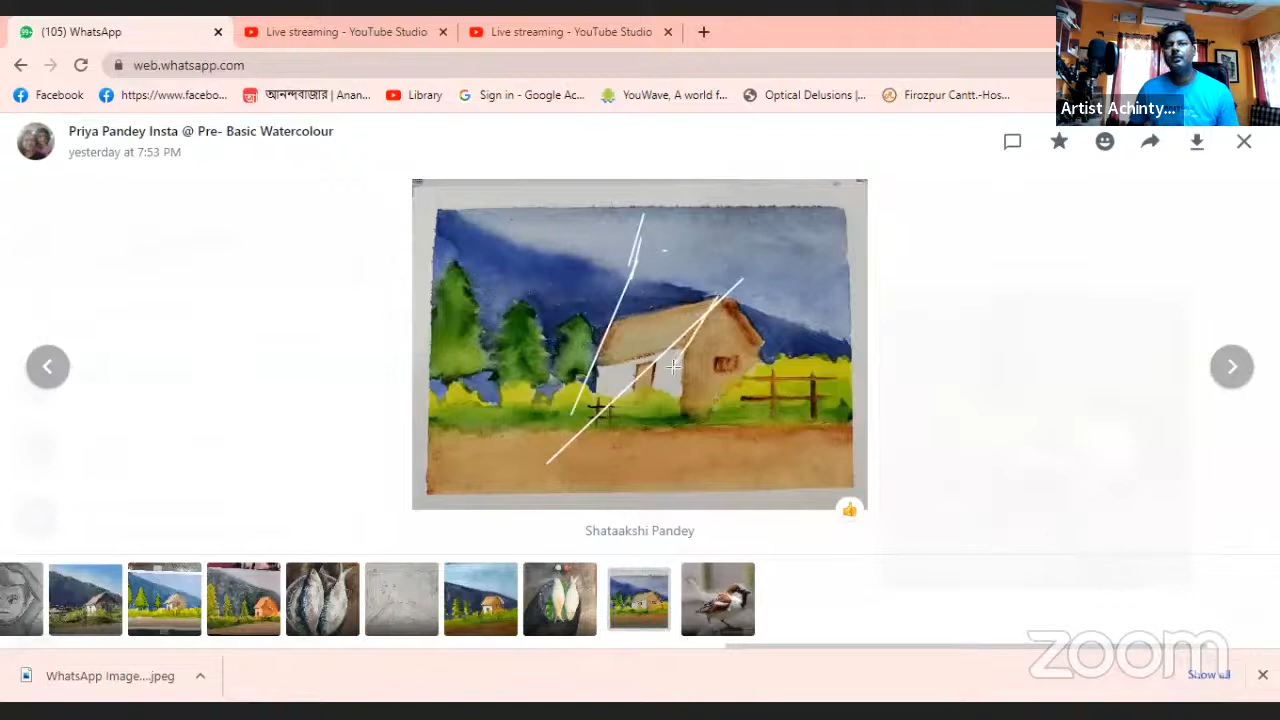 99+ (105) WhatsApp
Live streaming - YouTube Studio
Live streaming - YouTube Studio
web.whatsapp.com
Facebook
https://www.facebo...
আনন্দবাজার | Anan...
Library
Sign in - Google Ac...
YouWave, A world f...
Optical Delusions |...
Firozpur Cantt.-Hos...
Artist Achinty...
Priya Pandey Insta @ Pre- Basic Watercolour
yesterday at 7:53 PM
Shataakshi Pandey
WhatsApp Image....jpeg
zoom
Show all